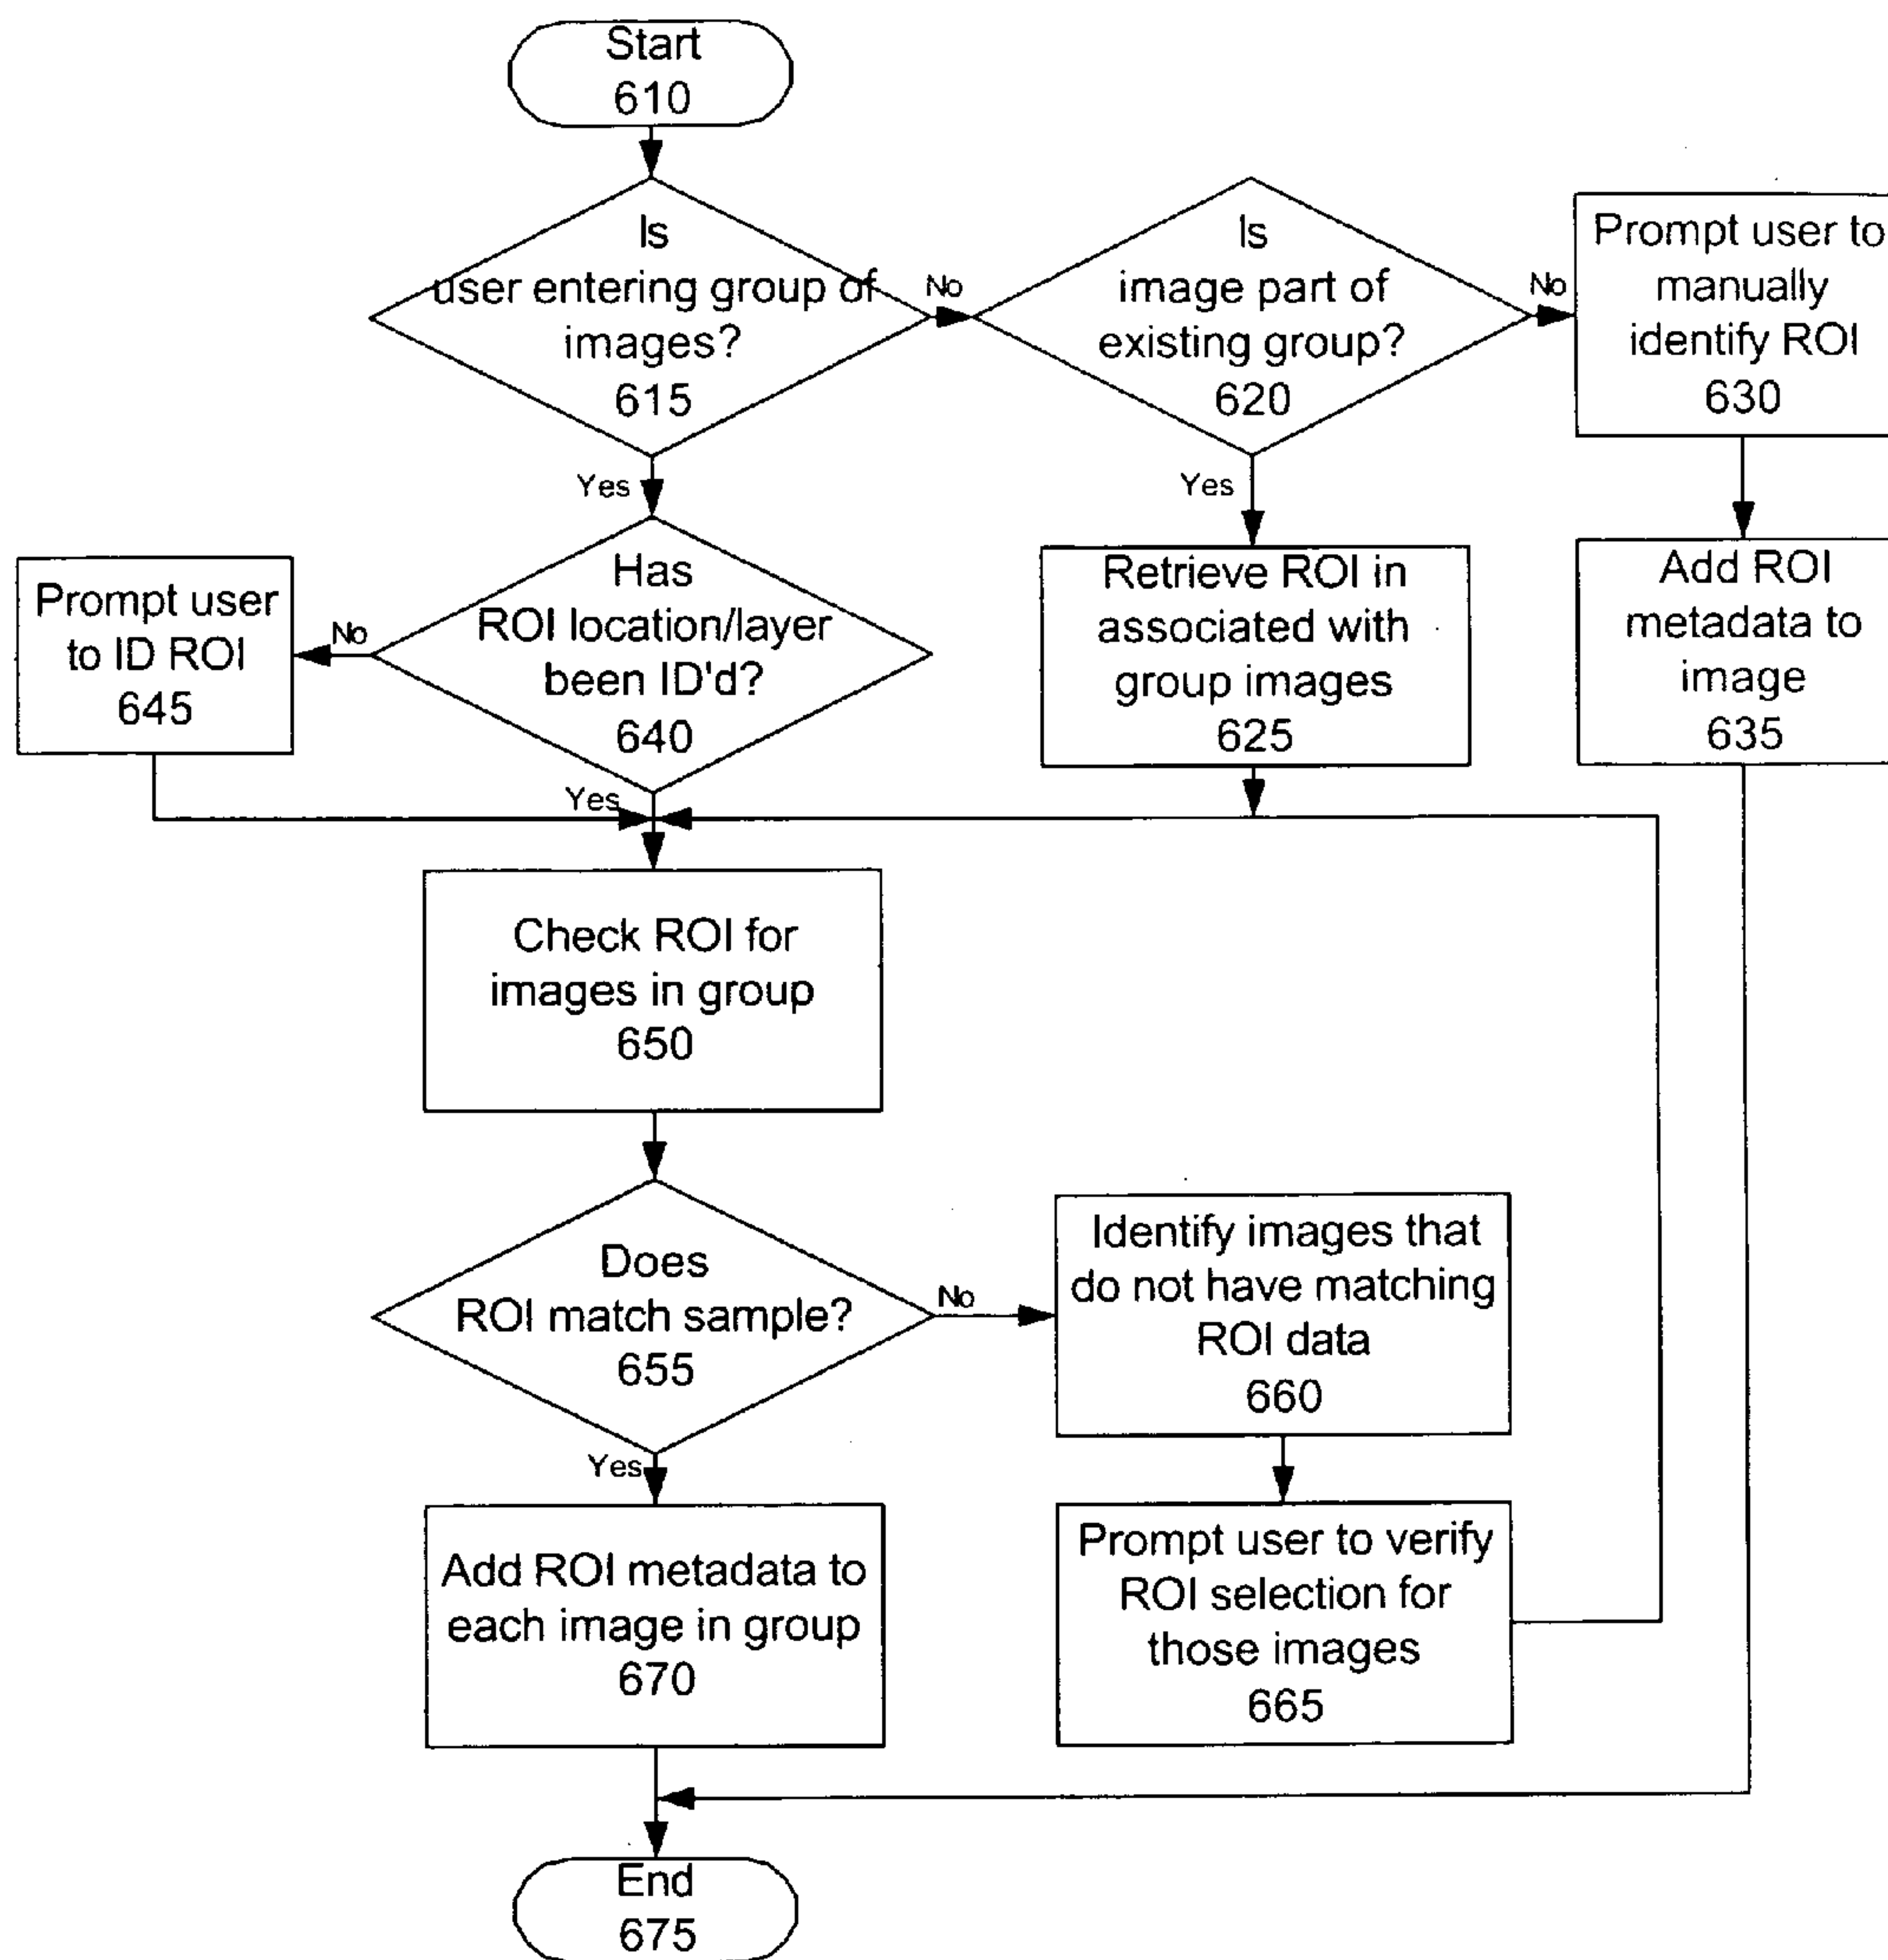 Start
610
Is
user entering group of
images?
615
No
Is
image part of
existing group?
620
No
Prompt user to
manually
identify ROI
630
Yes
Yes
Prompt user
to ID ROI
645
No
Has
ROI location/layer
been ID'd?
640
Retrieve ROI in
associated with
group images
625
Add ROI
metadata to
image
635
Yes
Check ROI for
images in group
650
Does
ROI match sample?
655
No
Identify images that
do not have matching
ROI data
660
Yes
Add ROI metadata to
each image in group
670
Prompt user to verify
ROI selection for
those images
665
End
675